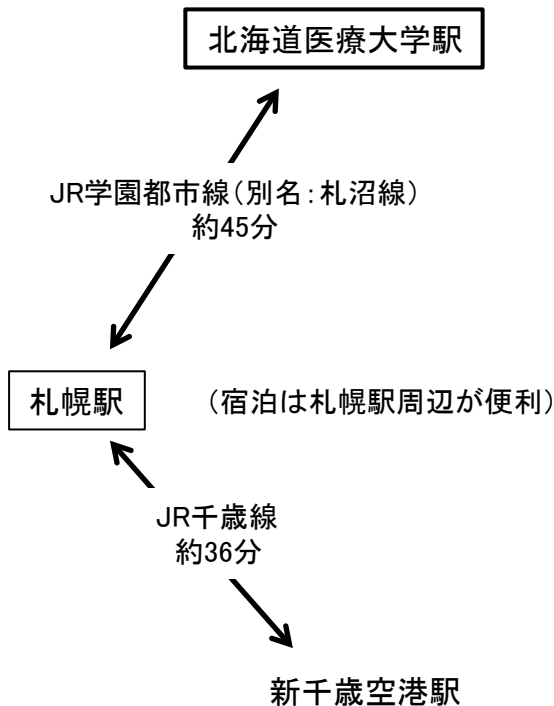 北海道医療大学駅
JR学園都市線(別名:札沼線)
約45分
札幌駅
(宿泊は札幌駅周辺が便利)
JR千歳線
約36分
新千歳空港駅